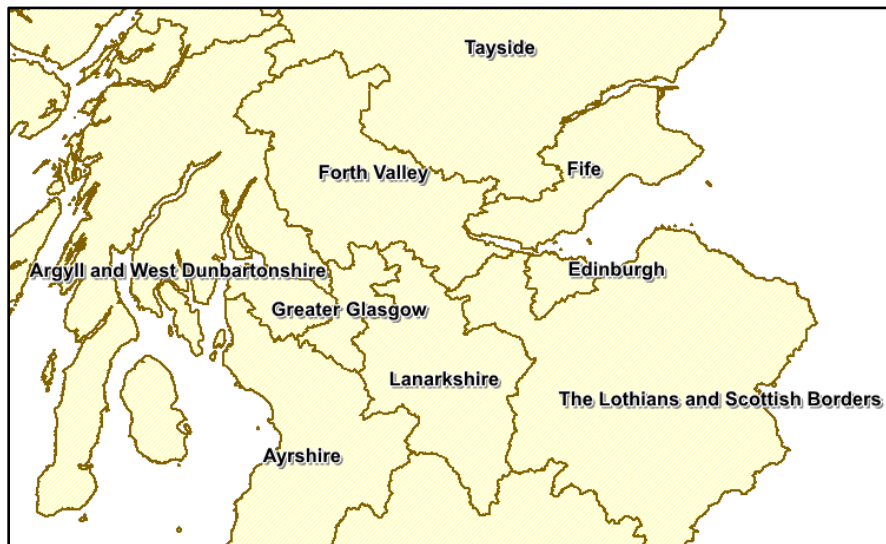 Tayside
Forth Valley
Fife
Argyll and West Dunbartonshire
Edinburgh
Greater Glasgow
Lanarkshire
The Lothians and Scottish Borders
Ayrshire